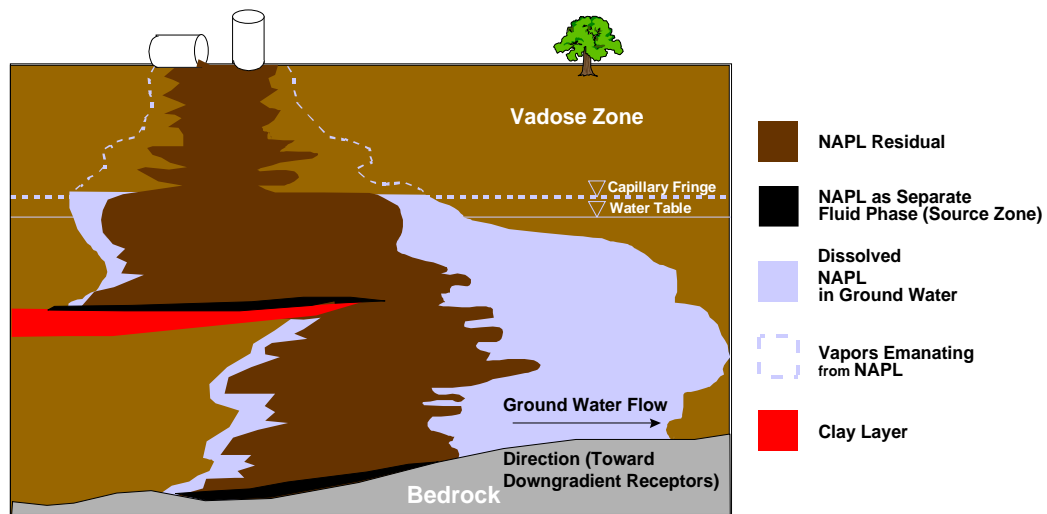 Vadose Zone
Capillary Fringe
Water Table
Ground Water Flow
Direction (Toward
Downgradient Receptors)
Bedrock
NAPL Residual
NAPL as Separate
Fluid Phase (Source Zone)
Dissolved
NAPL
in Ground Water
Vapors Emanating
from NAPL
Clay Layer